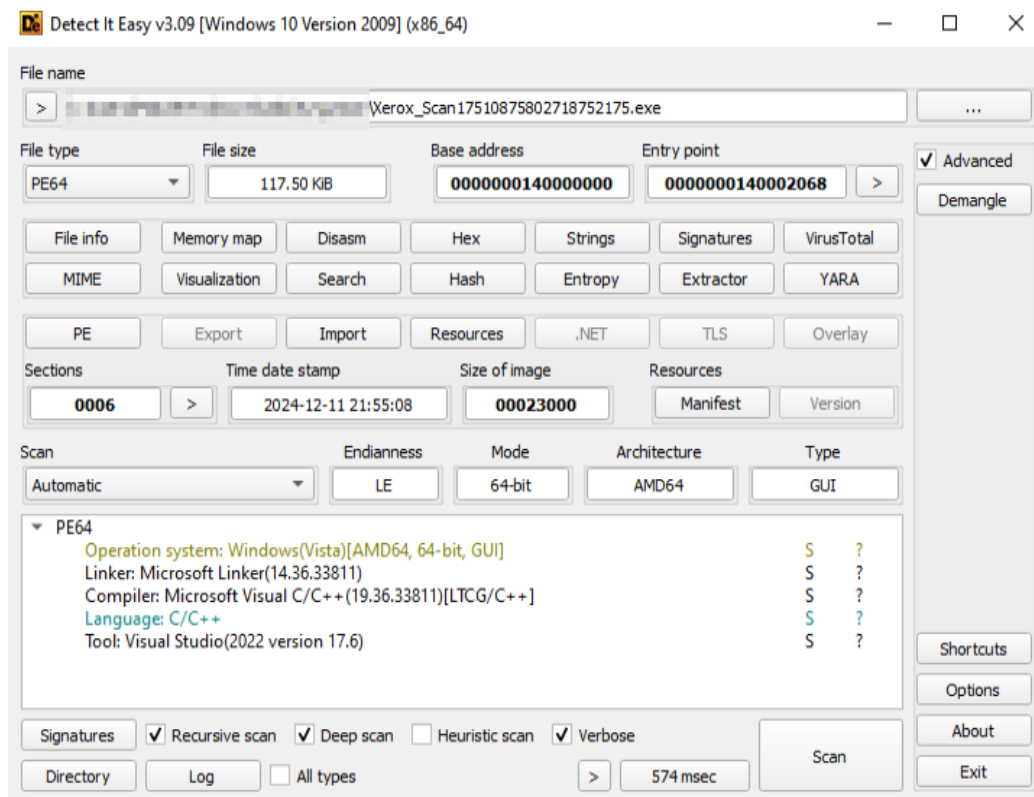 Detect It Easy v3.09 [Windows 10 Version 2009] (x86_64)
File name
> \Xerox_Scan17510875802718752175.exe ...
File type File size Base address Entry point
PE64 117.50 KiB 0000000140000000 0000000140002068 >
Advanced
Demangle
File info Memory map Disasm Hex Strings Signatures VirusTotal
MIME Visualization Search Hash Entropy Extractor YARA
PE Export Import Resources .NET TLS Overlay
Sections Time date stamp Size of image Resources
0006 > 2024-12-11 21:55:08 00023000 Manifest Version
Scan Endianness Mode Architecture Type
Automatic LE 64-bit AMD64 GUI
PE64
Operation system: Windows(Vista)[AMD64, 64-bit, GUI] S ?
Linker: Microsoft Linker(14.36.33811) S ?
Compiler: Microsoft Visual C/C++(19.36.33811)[LTCG/C++] S ?
Language: C/C++ S ?
Tool: Visual Studio(2022 version 17.6) S ?
Shortcuts
Options
About
Exit
Signatures Recursive scan Deep scan Heuristic scan Verbose
Directory Log All types > 574 msec
Scan